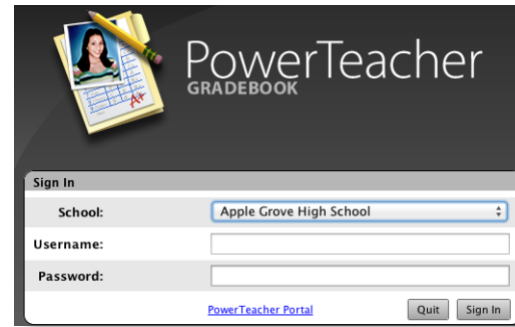 A+
PowerTeacher
GRADEBOOK
Sign In
School: Apple Grove High School
Username:
Password:
PowerTeacher Portal Quit Sign In